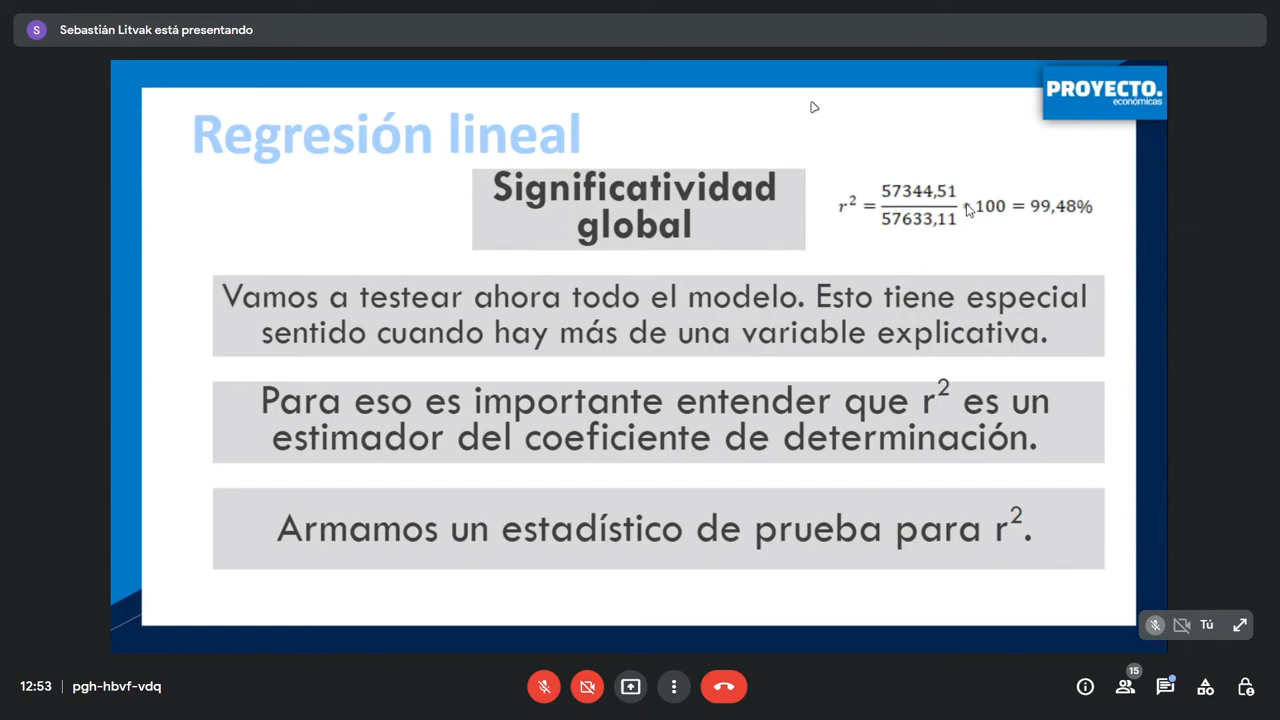 Sebastián Litvak está presentando
PROYECTO.
económicas
Regresión lineal
Significatividad
global
r² = 57344,51 / 57633,11 * 100 = 99,48%
Vamos a testear ahora todo el modelo. Esto tiene especial
sentido cuando hay más de una variable explicativa.
Para eso es importante entender que r² es un
estimador del coeficiente de determinación.
Armamos un estadístico de prueba para r².
Tú
12:53 | pgh-hbvf-vdq
15
S